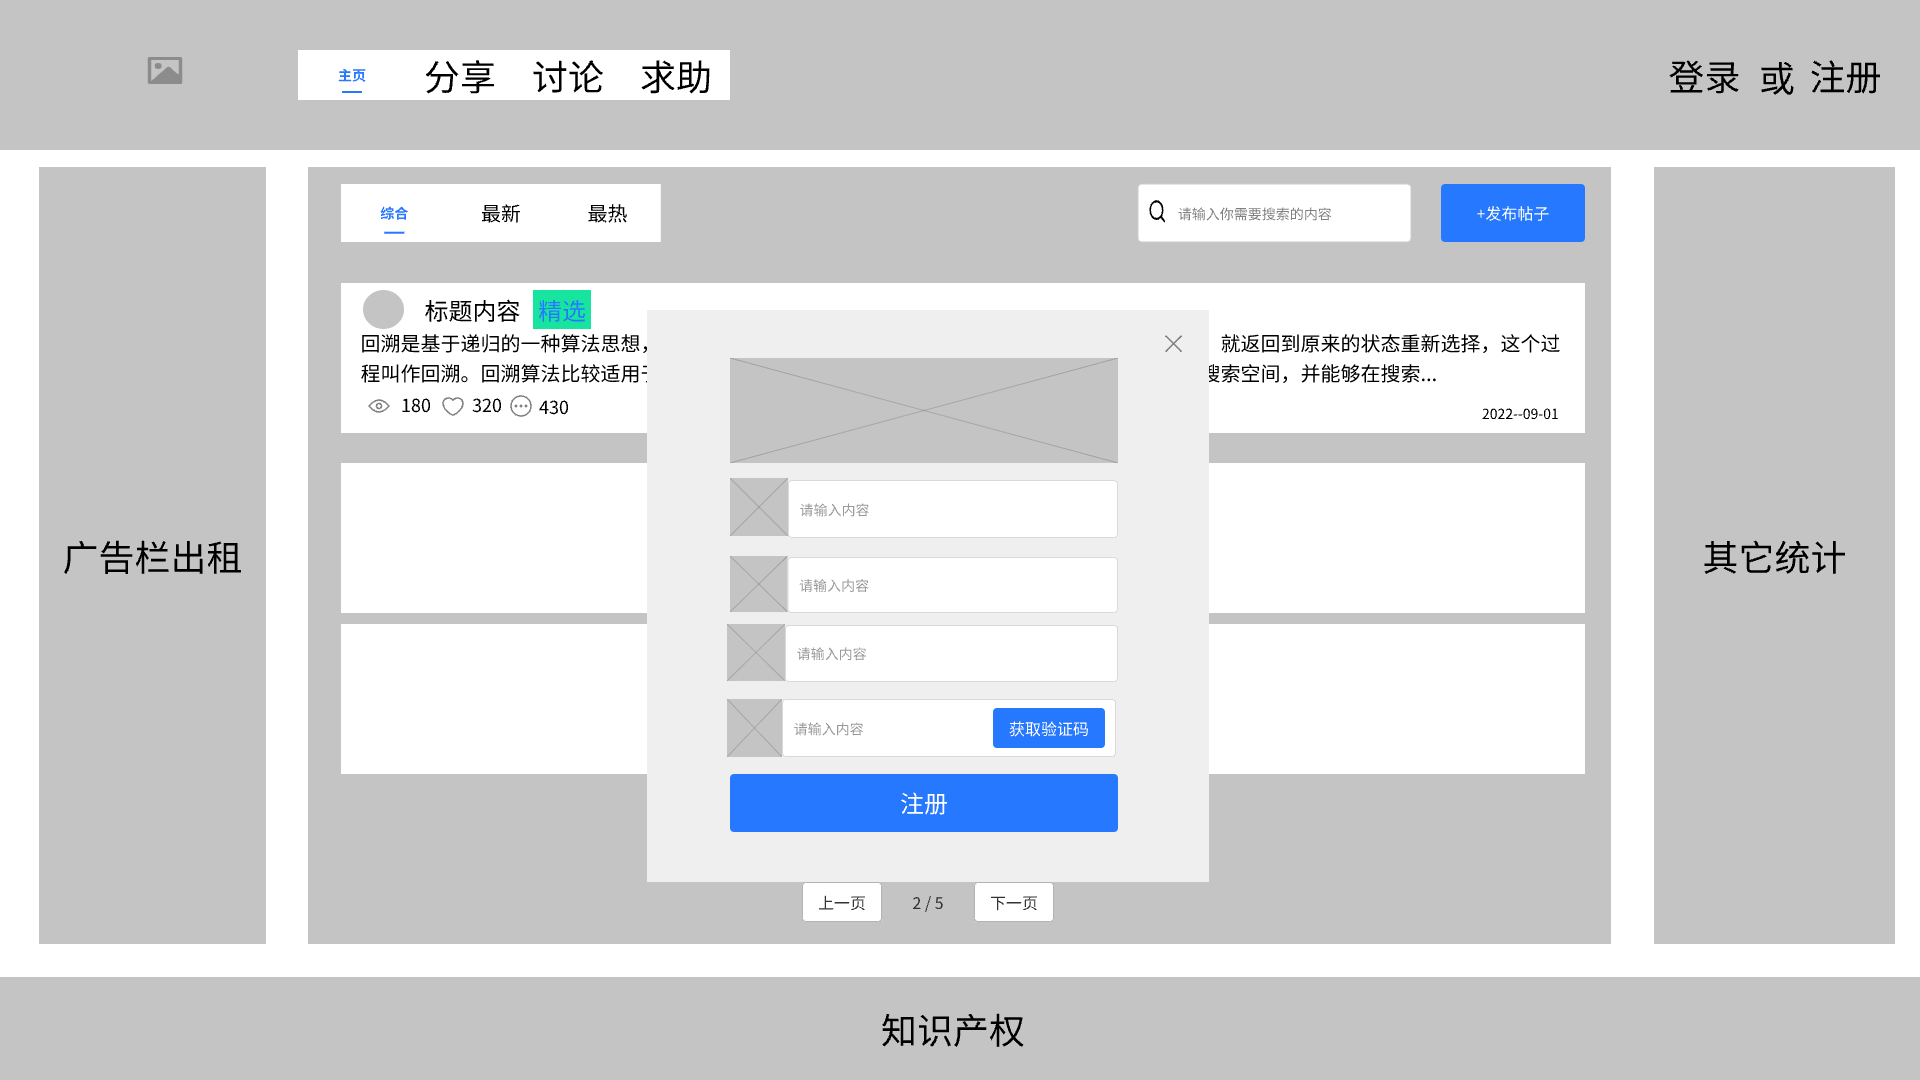 主页 分享 讨论 求助
登录 或 注册
综合 最新 最热
请输入你需要搜索的内容
+发布帖子
标题内容 精选
回溯是基于递归的一种算法思想, 就返回到原来的状态重新选择，这个过
程叫作回溯。回溯算法比较适用于 搜索空间，并能够在搜索...
180 320 430
2022--09-01
请输入内容
请输入内容
请输入内容
请输入内容 获取验证码
注册
广告栏出租
其它统计
上一页 2 / 5 下一页
知识产权